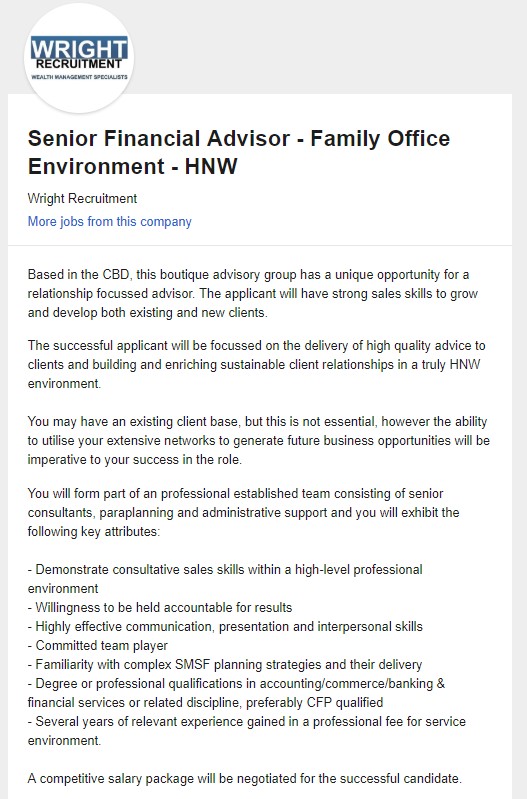 WRIGHT
RECRUITMENT
WEALTH MANAGEMENT SPECIALISTS
Senior Financial Advisor - Family Office
Environment - HNW
Wright Recruitment
More jobs from this company
Based in the CBD, this boutique advisory group has a unique opportunity for a
relationship focussed advisor. The applicant will have strong sales skills to grow
and develop both existing and new clients.
The successful applicant will be focussed on the delivery of high quality advice to
clients and building and enriching sustainable client relationships in a truly HNW
environment.
You may have an existing client base, but this is not essential, however the ability
to utilise your extensive networks to generate future business opportunities will be
imperative to your success in the role.
You will form part of an professional established team consisting of senior
consultants, paraplanning and administrative support and you will exhibit the
following key attributes:
- Demonstrate consultative sales skills within a high-level professional
environment
- Willingness to be held accountable for results
- Highly effective communication, presentation and interpersonal skills
- Committed team player
- Familiarity with complex SMSF planning strategies and their delivery
- Degree or professional qualifications in accounting/commerce/banking &
financial services or related discipline, preferably CFP qualified
- Several years of relevant experience gained in a professional fee for service
environment.
A competitive salary package will be negotiated for the successful candidate.